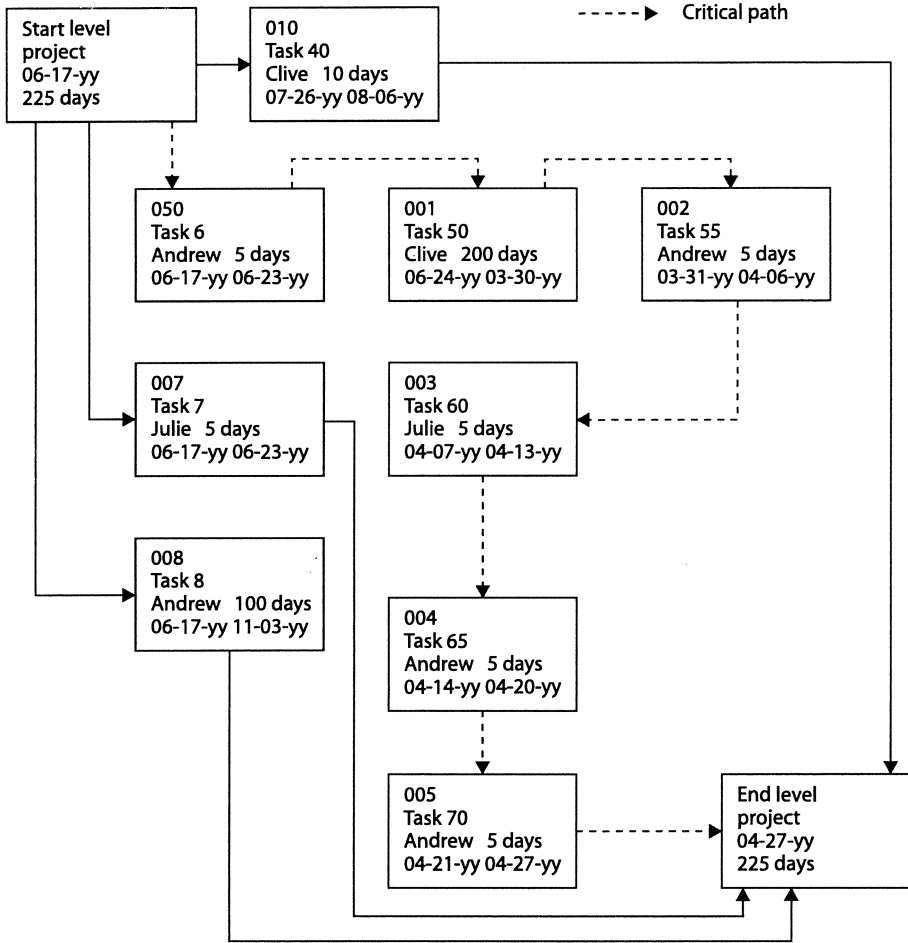 Critical path
Start level
project
06-17-yy
225 days
010
Task 40
Clive 10 days
07-26-yy 08-06-yy
050
Task 6
Andrew 5 days
06-17-yy 06-23-yy
001
Task 50
Clive 200 days
06-24-yy 03-30-yy
002
Task 55
Andrew 5 days
03-31-yy 04-06-yy
007
Task 7
Julie 5 days
06-17-yy 06-23-yy
003
Task 60
Julie 5 days
04-07-yy 04-13-yy
008
Task 8
Andrew 100 days
06-17-yy 11-03-yy
004
Task 65
Andrew 5 days
04-14-yy 04-20-yy
005
Task 70
Andrew 5 days
04-21-yy 04-27-yy
End level
project
04-27-yy
225 days